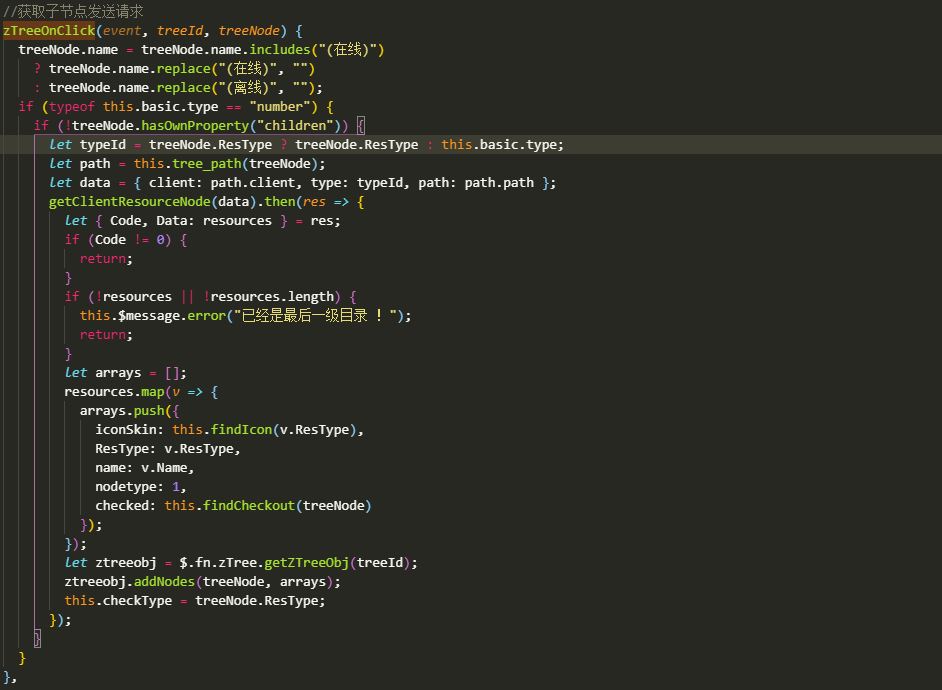 //获取子节点发送请求
zTreeOnClick(event, treeId, treeNode) {
  treeNode.name = treeNode.name.includes("(在线)")
    ? treeNode.name.replace("(在线)", "")
    : treeNode.name.replace("(离线)", "");
  if (typeof this.basic.type == "number") {
    if (!treeNode.hasOwnProperty("children")) {
      let typeId = treeNode.ResType ? treeNode.ResType : this.basic.type;
      let path = this.tree_path(treeNode);
      let data = { client: path.client, type: typeId, path: path.path };
      getClientResourceNode(data).then(res => {
        let { Code, Data: resources } = res;
        if (Code != 0) {
          return;
        }
        if (!resources || !resources.length) {
          this.$message.error("已经是最后一级目录 ! ");
          return;
        }
        let arrays = [];
        resources.map(v => {
          arrays.push({
            iconSkin: this.findIcon(v.ResType),
            ResType: v.ResType,
            name: v.Name,
            nodetype: 1,
            checked: this.findCheckout(treeNode)
          });
        });
        let ztreeobj = $.fn.zTree.getZTreeObj(treeId);
        ztreeobj.addNodes(treeNode, arrays);
        this.checkType = treeNode.ResType;
      });
    }
  }
},